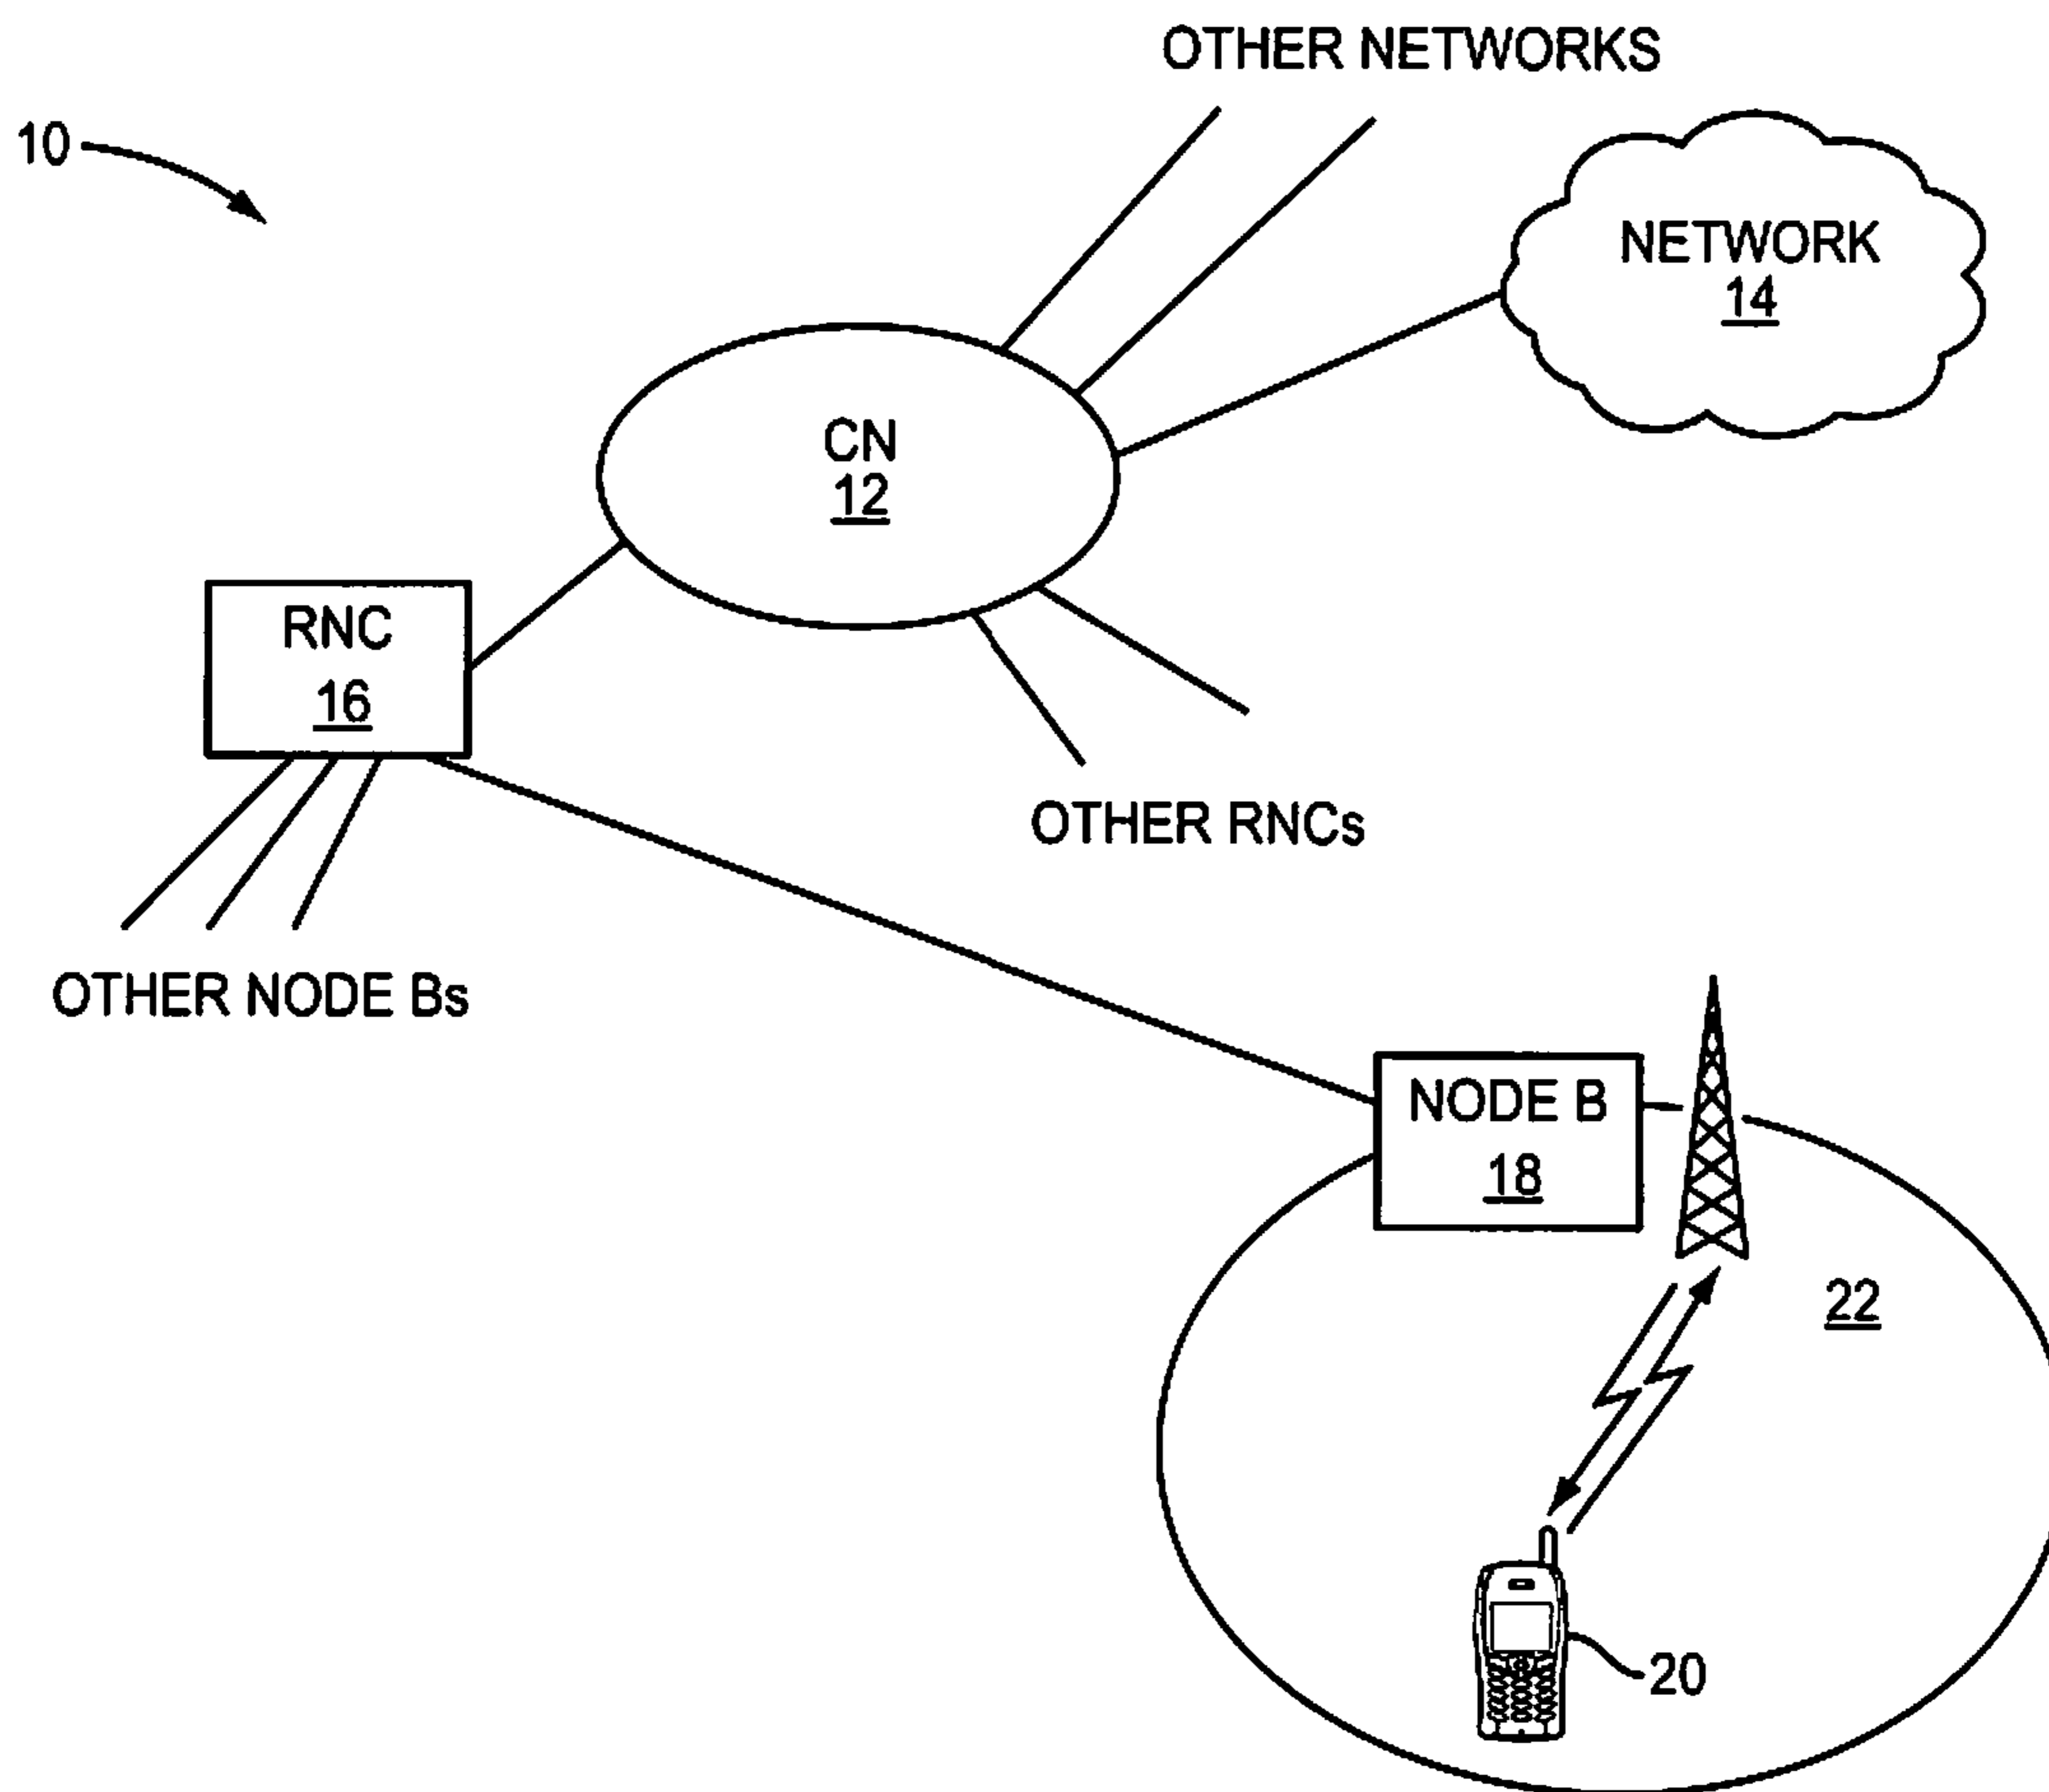 OTHER NETWORKS
10
NETWORK
14
CN
12
RNC
16
OTHER RNCs
OTHER NODE Bs
NODE B
18
22
20